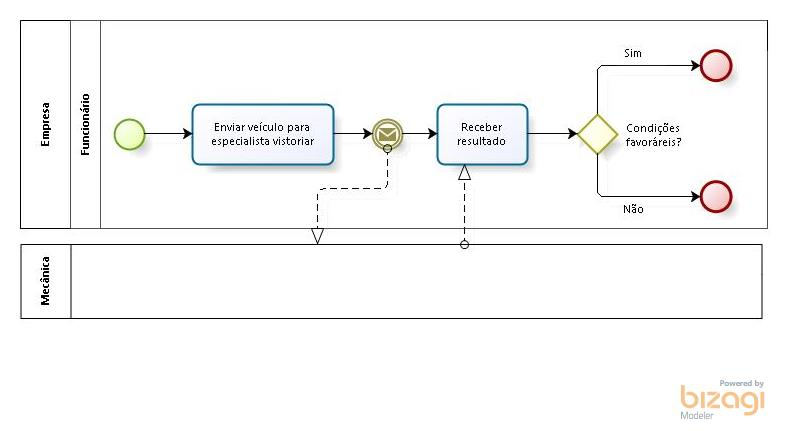 Empresa
Funcionário
Enviar veículo para
especialista vistoriar
Receber
resultado
Sim
Condições
favoráreis?
Não
Mecânica
Powered by
bizagi
Modeler